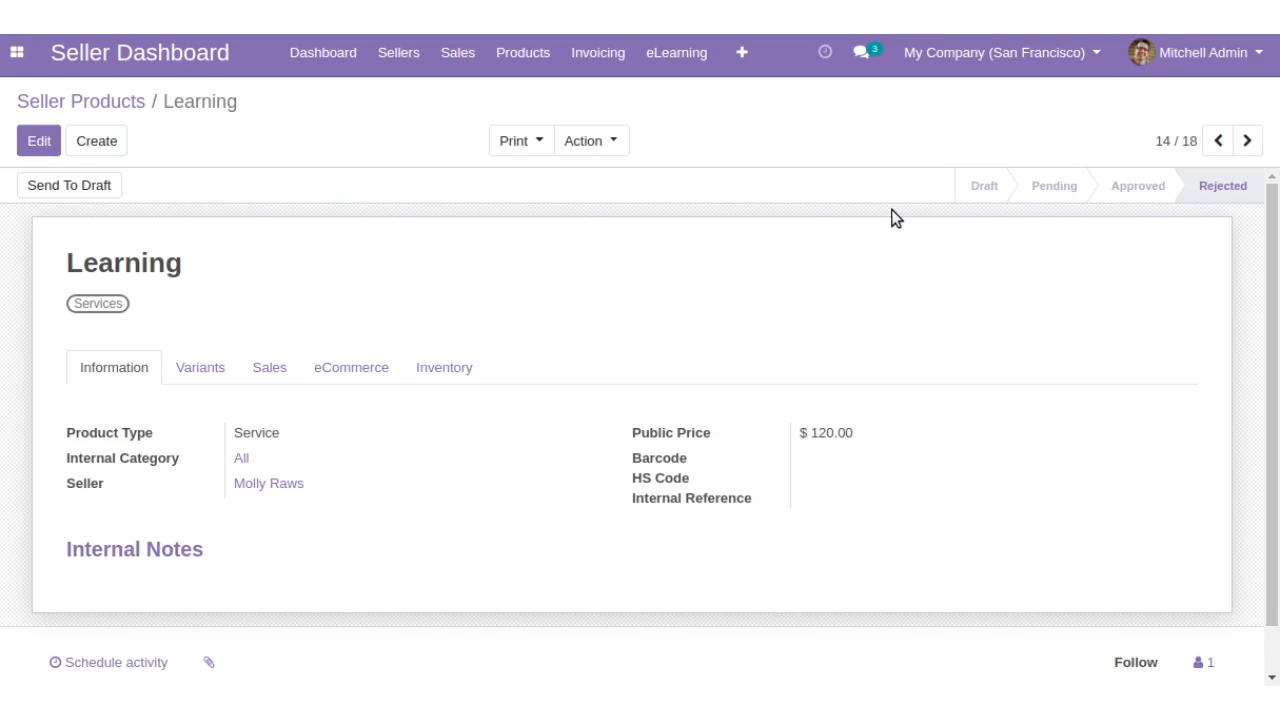 Seller Dashboard Dashboard Sellers Sales Products Invoicing eLearning 3 My Company (San Francisco) Mitchell Admin
Seller Products / Learning
Edit Create Print Action 14 / 18
Send To Draft Draft Pending Approved Rejected
Learning
Services
Information Variants Sales eCommerce Inventory
Product Type Service Public Price $ 120.00
Internal Category All Barcode
HS Code
Seller Molly Raws
Internal Reference
Internal Notes
Schedule activity Follow 1